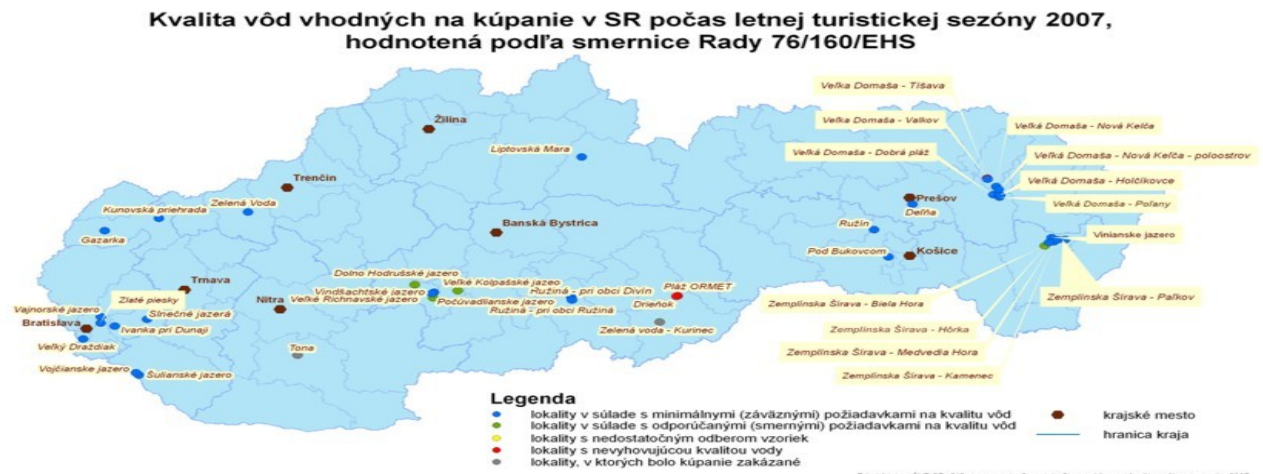 Kvalita vôd vhodných na kúpanie v SR počas letnej turistickej sezóny 2007,
hodnotená podľa smernice Rady 76/160/EHS
Veľka Domaša - Tíšava
Veľka Domaša - Valkov
Veľká Domaša - Nová Kelča
Veľká Domaša - Dobrá pláž
Veľká Domaša - Nová Kelča - poloostrov
Veľká Domaša - Holčíkovce
Veľká Domaša - Poľany
Žilina
Liptovská Mara
Trenčín
Zelená Voda
Kunovská priehrada
Gazarka
Banská Bystrica
Prešov
Delňa
Ružín
Pod Bukovcom
Košice
Vinianske jazero
Trnava
Nitra
Dolno Hodrušské jazero
Vindšachtské jazero
Veľké Kolpašské jazeo
Veľké Richnavské jazero
Počúvadlianske jazero
Ružiná - pri obci Divín
Ružiná - pri obci Ružiná
Pláž ORMET
Drieňok
Zelená voda - Kurinec
Zlaté piesky
Vajnorské jazero
Slnečné jazerá
Bratislava
Ivanka pri Dunaji
Veľký Draždiak
Tona
Vojčianske jazero
Šulianské jazero
Zemplínska Šírava - Biela Hora
Zemplínska Šírava - Paľkov
Zemplínska Šírava - Hôrka
Zemplínska Šírava - Medvedia Hora
Zemplínska Šírava - Kamenec
Legenda
lokality v súlade s minimálnymi (záväznými) požiadavkami na kvalitu vôd
lokality v súlade s odporúčanými (smernými) požiadavkami na kvalitu vôd
lokality s nedostatočným odberom vzoriek
lokality s nevyhovujúcou kvalitou vody
lokality, v ktorých bolo kúpanie zakázané
krajské mesto
hranica kraja